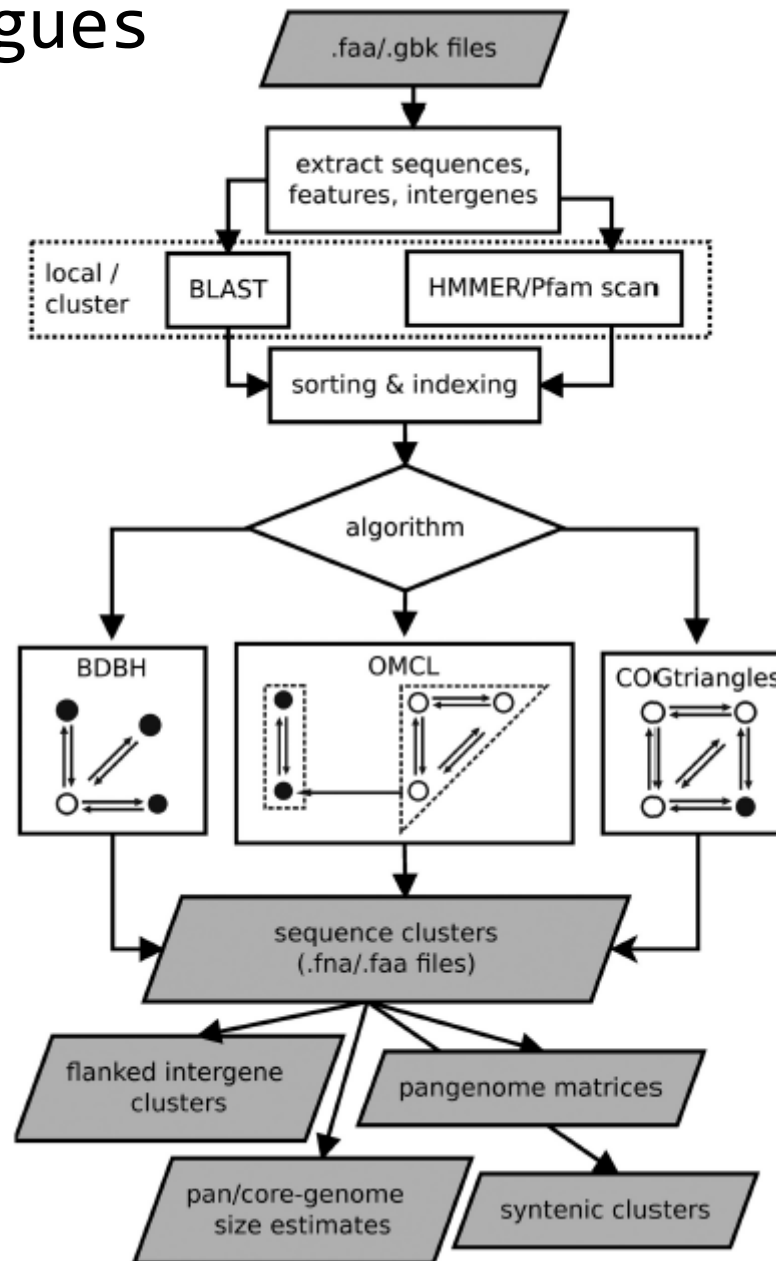 gues
.faa/.gbk files
extract sequences,
features, intergenes
local /
cluster
BLAST
HMMER/Pfam scan
sorting & indexing
algorithm
BDBH
OMCL
COGtriangles
sequence clusters
(.fna/.faa files)
flanked intergene
clusters
pangenome matrices
pan/core-genome
size estimates
syntenic clusters